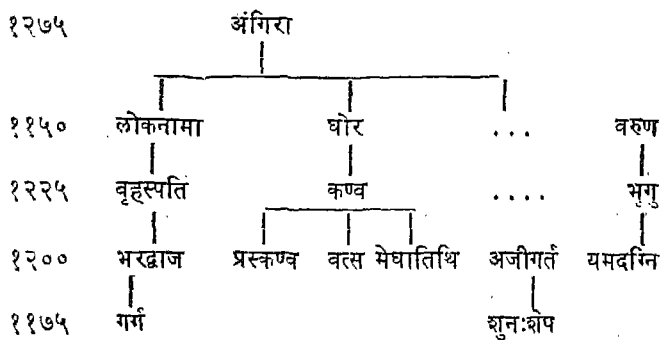 १२७५ अंगिरा
११५० लोकनामा घोर ... वरुण
१२२५ वृहस्पति कण्व .... भृगु
१२०० भरद्वाज प्रस्कण्व वत्स मेघातिथि अजीगर्त यमदग्नि
११७५ गर्ग शुनःशेप